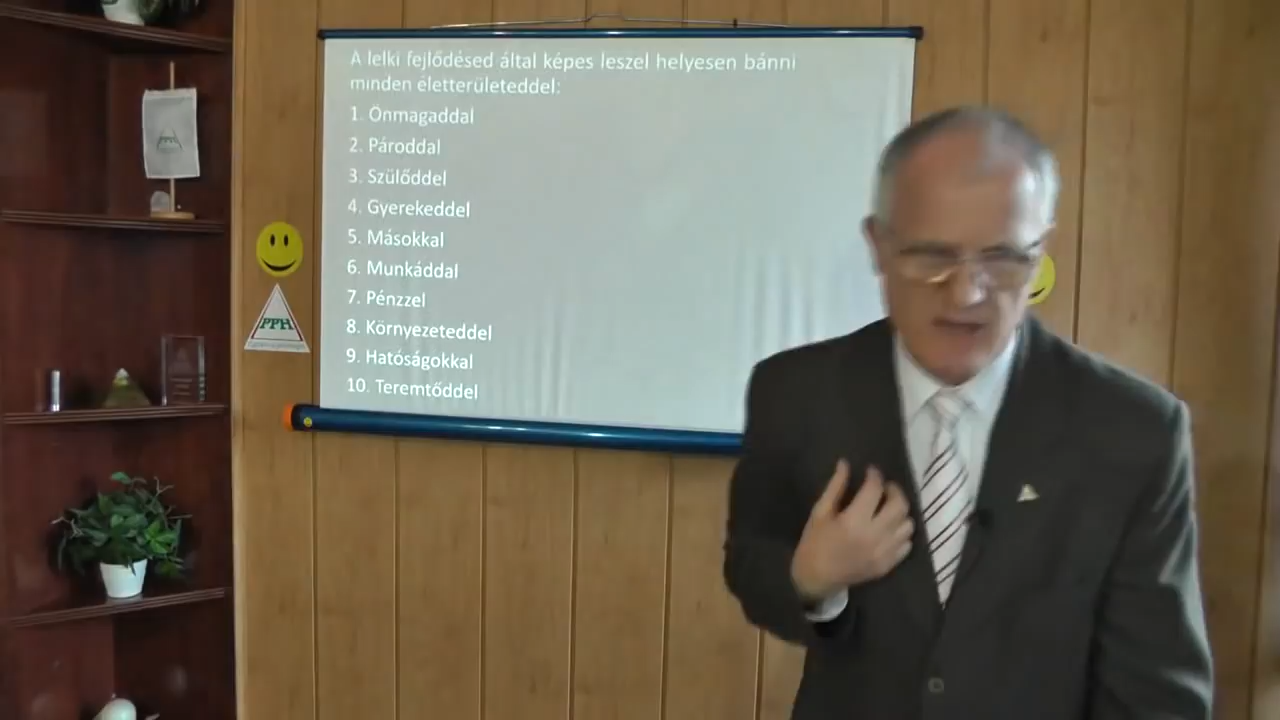 A lelki fejlődésed által képes leszel helyesen bánni
minden életterületeddel:
1. Önmagaddal
2. Pároddal
3. Szülőddel
4. Gyerekeddel
5. Másokkal
6. Munkáddal
7. Pénzzel
8. Környezeteddel
9. Hatóságokkal
10. Teremtőddel
PPH